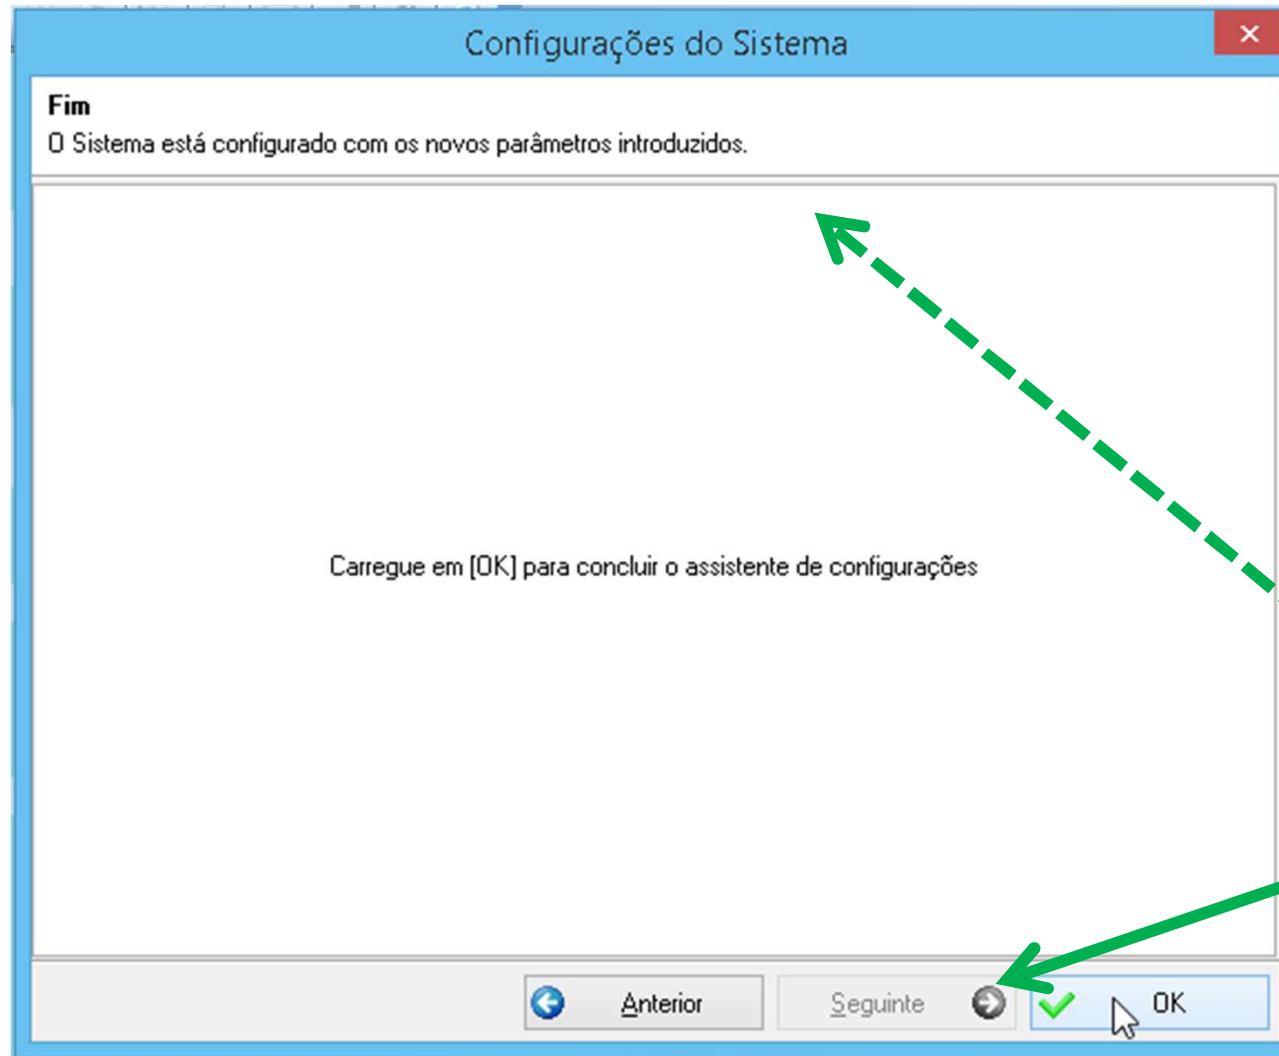 Configurações do Sistema
Fim
O Sistema está configurado com os novos parâmetros introduzidos.
Carregue em [OK] para concluir o assistente de configurações
Anterior
Seguinte
OK